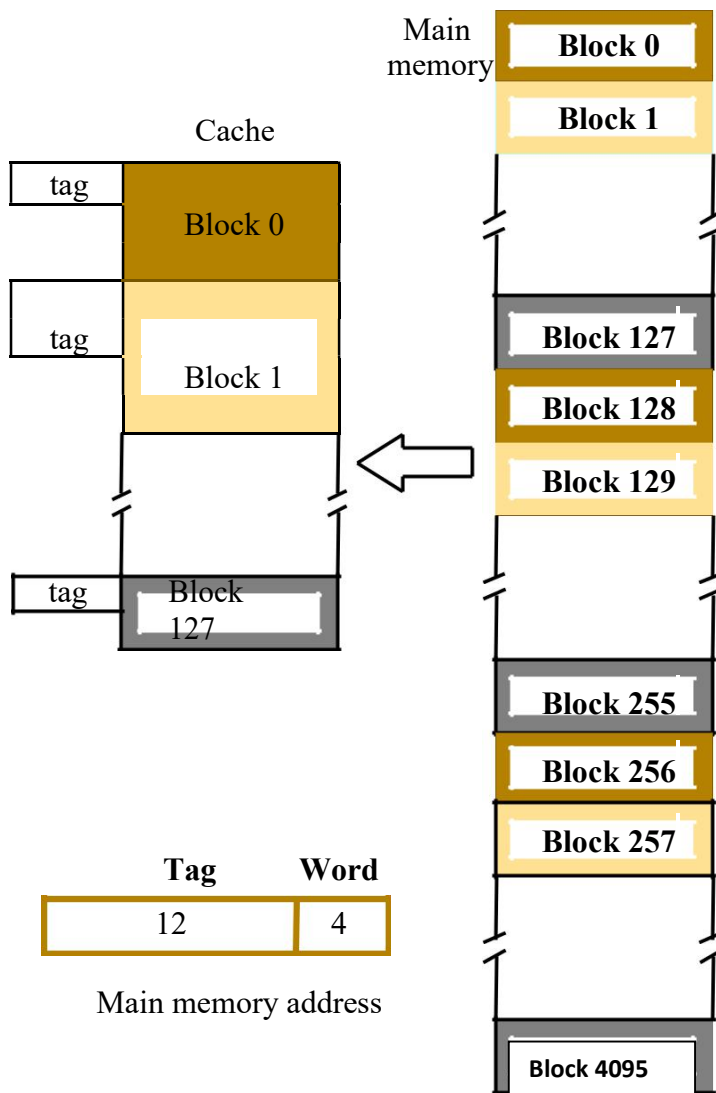 Main
memory
Block 0
Block 1
Cache
tag
Block 0
tag
Block 1
tag
Block
127
Block 127
Block 128
Block 129
Block 255
Block 256
Block 257
Block 4095
Tag Word
12 4
Main memory address